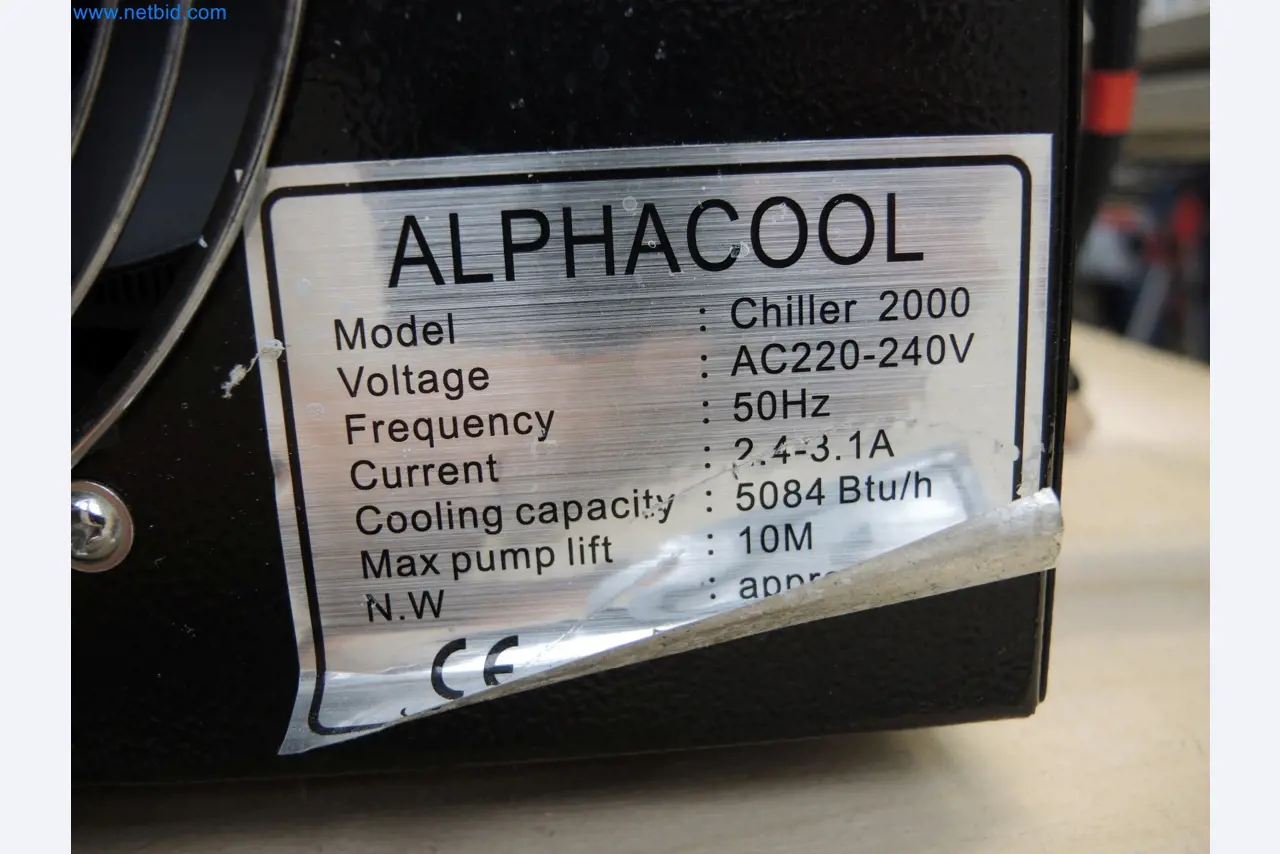 www.netbid.com
ALPHACOOL
Model : Chiller 2000
Voltage : AC220-240V
Frequency : 50Hz
Current : 2.4-3.1A
Cooling capacity : 5084 Btu/h
Max pump lift : 10M
N.W :
CE